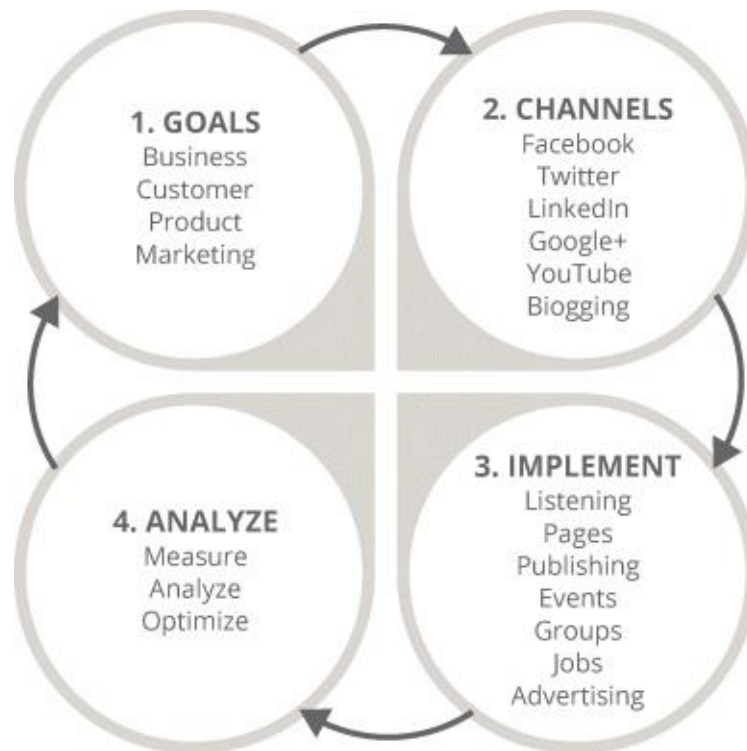 1. GOALS
Business
Customer
Product
Marketing
2. CHANNELS
Facebook
Twitter
LinkedIn
Google+
YouTube
Biogging
3. IMPLEMENT
Listening
Pages
Publishing
Events
Groups
Jobs
Advertising
4. ANALYZE
Measure
Analyze
Optimize